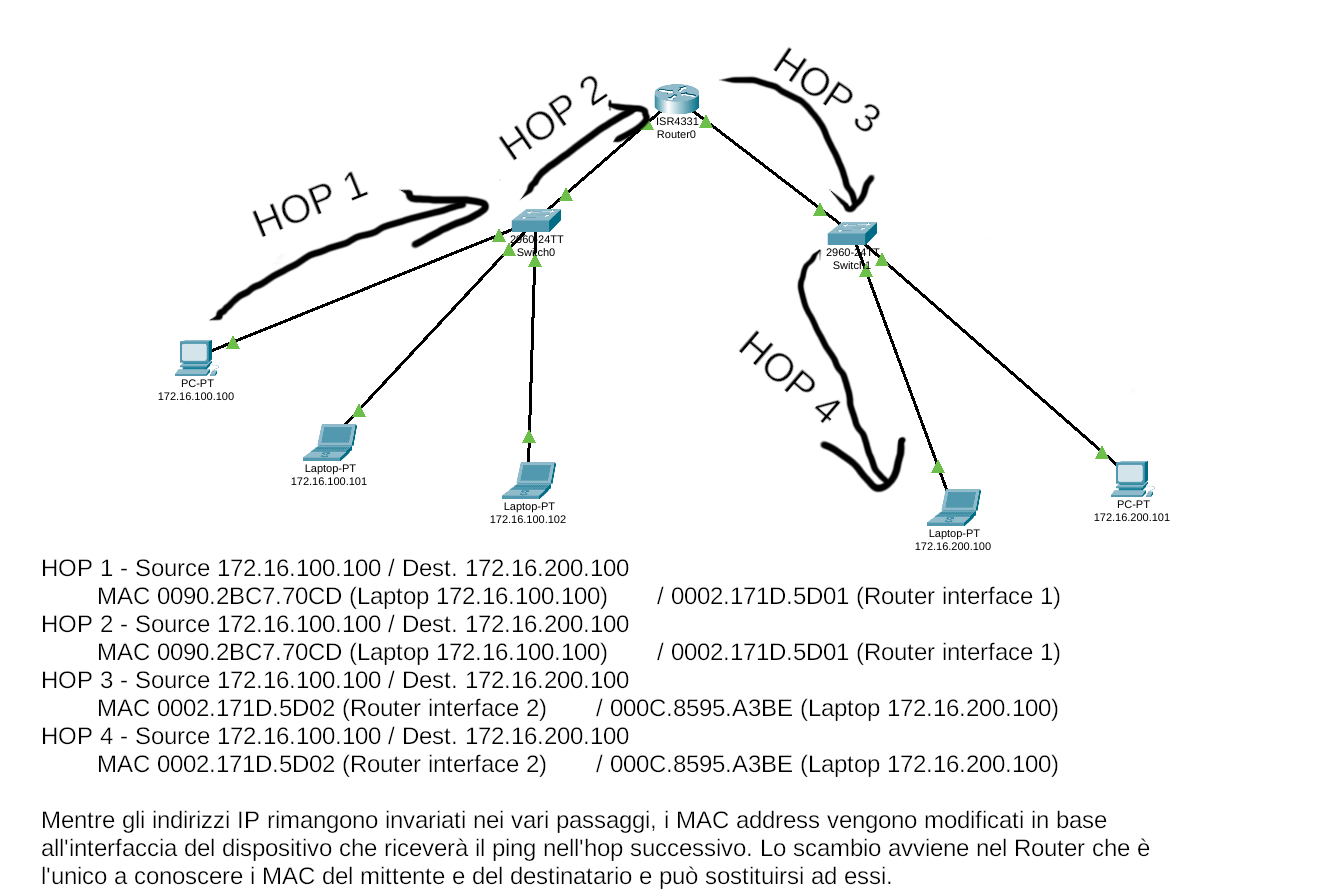 HOP 1
HOP 2
HOP 3
HOP 4
ISR4331
Router0
2960-24TT
Switch0
2960-24TT
Switch1
PC-PT
172.16.100.100
Laptop-PT
172.16.100.101
Laptop-PT
172.16.100.102
Laptop-PT
172.16.200.100
PC-PT
172.16.200.101
HOP 1 - Source 172.16.100.100 / Dest. 172.16.200.100
MAC 0090.2BC7.70CD (Laptop 172.16.100.100) / 0002.171D.5D01 (Router interface 1)
HOP 2 - Source 172.16.100.100 / Dest. 172.16.200.100
MAC 0090.2BC7.70CD (Laptop 172.16.100.100) / 0002.171D.5D01 (Router interface 1)
HOP 3 - Source 172.16.100.100 / Dest. 172.16.200.100
MAC 0002.171D.5D02 (Router interface 2) / 000C.8595.A3BE (Laptop 172.16.200.100)
HOP 4 - Source 172.16.100.100 / Dest. 172.16.200.100
MAC 0002.171D.5D02 (Router interface 2) / 000C.8595.A3BE (Laptop 172.16.200.100)
Mentre gli indirizzi IP rimangono invariati nei vari passaggi, i MAC address vengono modificati in base
all'interfaccia del dispositivo che riceverà il ping nell'hop successivo. Lo scambio avviene nel Router che è
l'unico a conoscere i MAC del mittente e del destinatario e può sostituirsi ad essi.